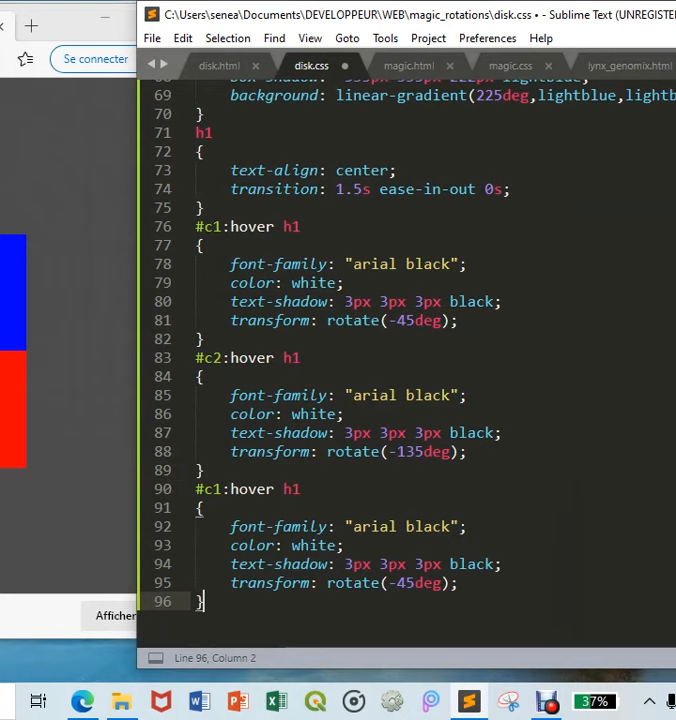 C:\Users\senea\Documents\DEVELOPPEUR\WEB\magic_rotations\disk.css • - Sublime Text (UNREGISTER
File Edit Selection Find View Goto Tools Project Preferences Help
Se connecter
disk.html disk.css magic.html magic.css lynx_genomix.html
69 background: linear-gradient(225deg,lightblue,lightb
70 }
71 h1
72 {
73 text-align: center;
74 transition: 1.5s ease-in-out 0s;
75 }
76 #c1:hover h1
77 {
78 font-family: "arial black";
79 color: white;
80 text-shadow: 3px 3px 3px black;
81 transform: rotate(-45deg);
82 }
83 #c2:hover h1
84 {
85 font-family: "arial black";
86 color: white;
87 text-shadow: 3px 3px 3px black;
88 transform: rotate(-135deg);
89 }
90 #c1:hover h1
91 {
92 font-family: "arial black";
93 color: white;
94 text-shadow: 3px 3px 3px black;
95 transform: rotate(-45deg);
96 }
Afficher
Line 96, Column 2
37%